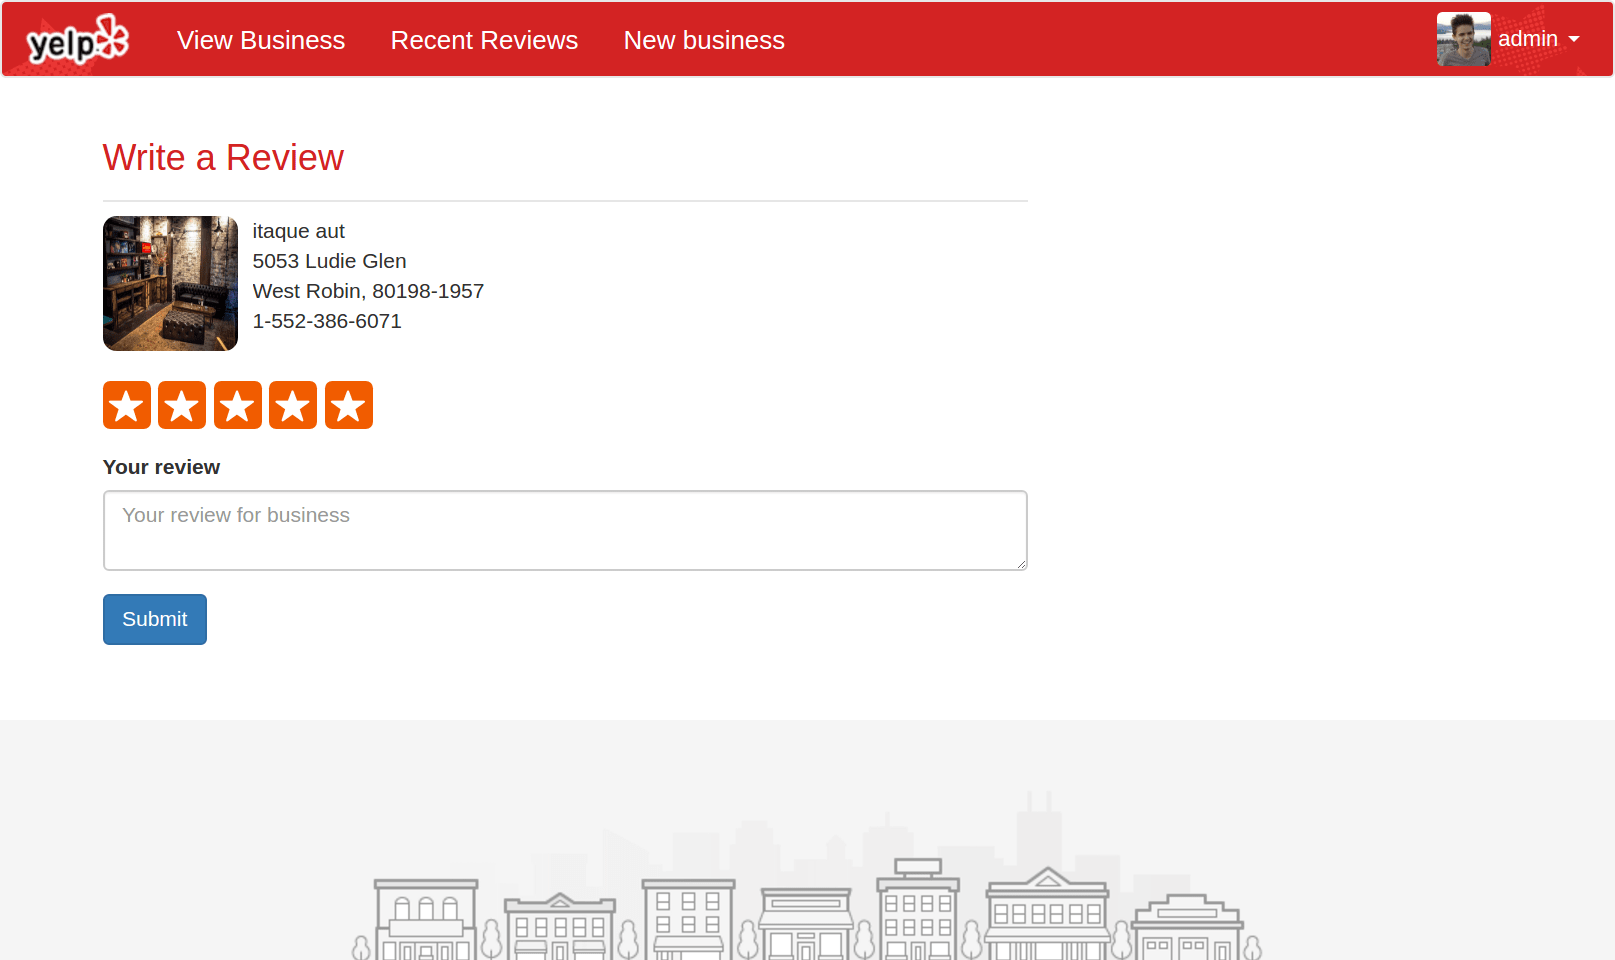 yelp View Business Recent Reviews New business admin
Write a Review
itaque aut
5053 Ludie Glen
West Robin, 80198-1957
1-552-386-6071
Your review
Your review for business
Submit